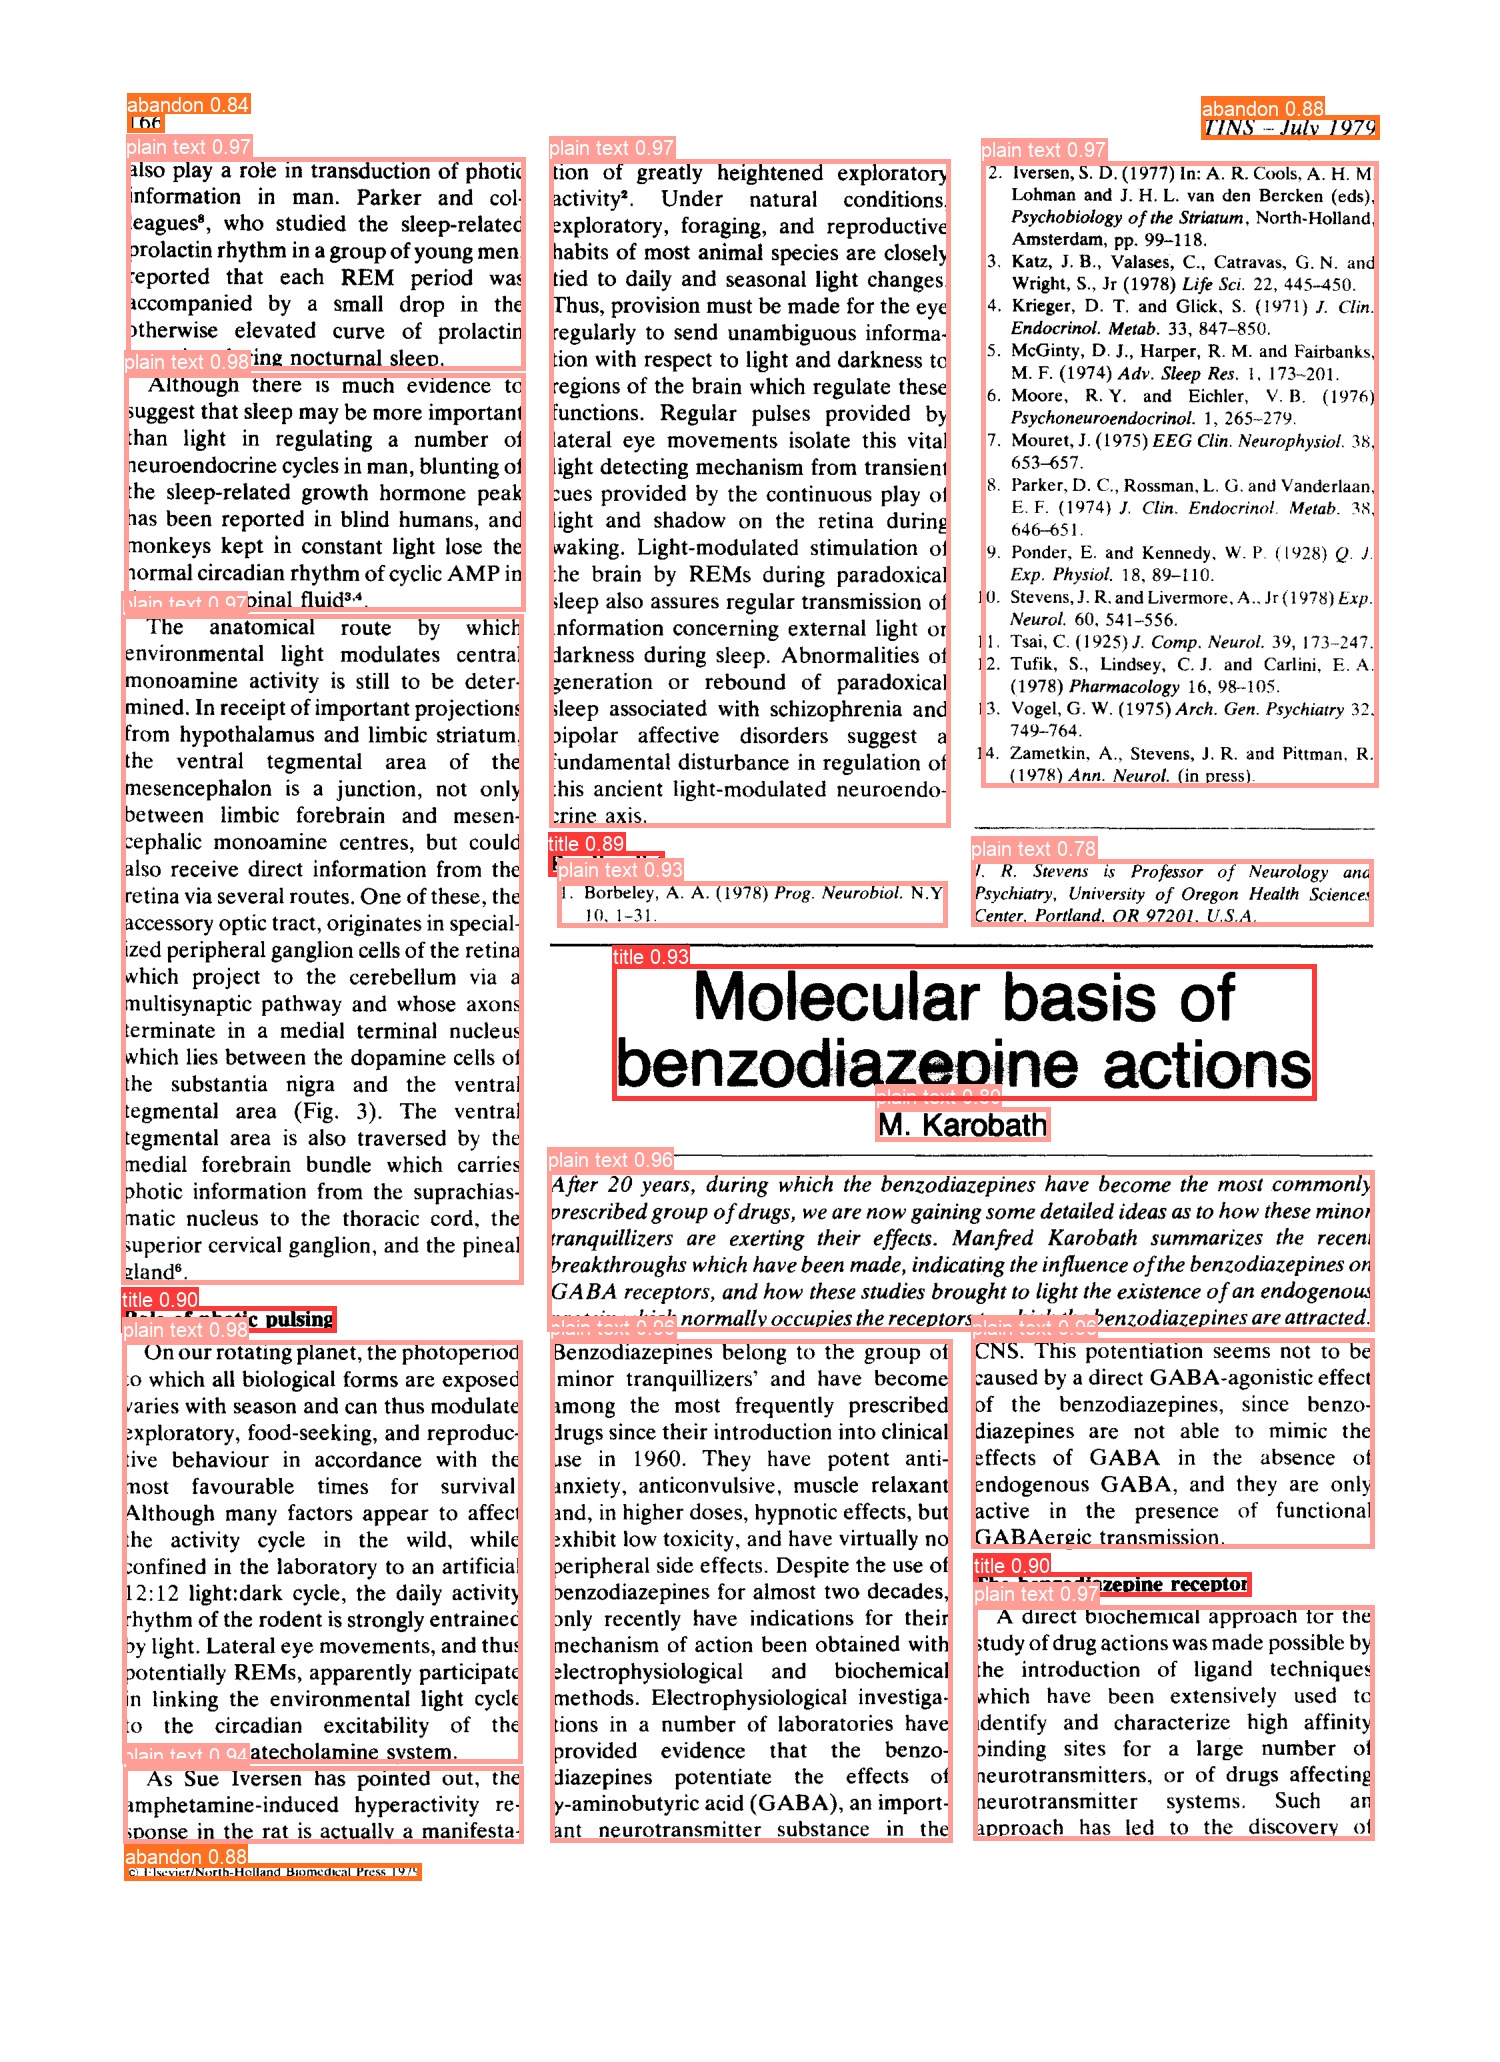 abandon 0.84
166
abandon 0.88
TINS – July 1979
plain text 0.97
also play a role in transduction of photic
information in man. Parker and col-
leagues⁸, who studied the sleep-related
prolactin rhythm in a group of young men,
reported that each REM period was
accompanied by a small drop in the
otherwise elevated curve of prolactin
nocturnal sleep.
plain text 0.98
Although there is much evidence to
suggest that sleep may be more important
than light in regulating a number of
neuroendocrine cycles in man, blunting of
the sleep-related growth hormone peak
has been reported in blind humans, and
monkeys kept in constant light lose the
normal circadian rhythm of cyclic AMP in
fluid³,⁴.
plain text 0.97
The anatomical route by which
environmental light modulates central
monoamine activity is still to be deter-
mined. In receipt of important projections
from hypothalamus and limbic striatum,
the ventral tegmental area of the
mesencephalon is a junction, not only
between limbic forebrain and mesen-
cephalic monoamine centres, but could
also receive direct information from the
retina via several routes. One of these, the
accessory optic tract, originates in special-
ized peripheral ganglion cells of the retina
which project to the cerebellum via a
multisynaptic pathway and whose axons
terminate in a medial terminal nucleus
which lies between the dopamine cells of
the substantia nigra and the ventral
tegmental area (Fig. 3). The ventral
tegmental area is also traversed by the
medial forebrain bundle which carries
photic information from the suprachias-
matic nucleus to the thoracic cord, the
superior cervical ganglion, and the pineal
gland⁶.
title 0.90
Role of photic pulsing
plain text 0.98
On our rotating planet, the photoperiod
to which all biological forms are exposed
varies with season and can thus modulate
exploratory, food-seeking, and reproduc-
tive behaviour in accordance with the
most favourable times for survival.
Although many factors appear to affect
the activity cycle in the wild, while
confined in the laboratory to an artificial
12:12 light:dark cycle, the daily activity
rhythm of the rodent is strongly entrained
by light. Lateral eye movements, and thus
potentially REMs, apparently participate
in linking the environmental light cycle
to the circadian excitability of the
catecholamine system.
plain text 0.94
As Sue Iversen has pointed out, the
amphetamine-induced hyperactivity re-
sponse in the rat is actually a manifesta-
abandon 0.88
© Elsevier/North-Holland Biomedical Press 1979
plain text 0.97
tion of greatly heightened exploratory
activity². Under natural conditions,
exploratory, foraging, and reproductive
habits of most animal species are closely
tied to daily and seasonal light changes.
Thus, provision must be made for the eye
regularly to send unambiguous informa-
tion with respect to light and darkness to
regions of the brain which regulate these
functions. Regular pulses provided by
lateral eye movements isolate this vital
light detecting mechanism from transient
cues provided by the continuous play of
light and shadow on the retina during
waking. Light-modulated stimulation of
the brain by REMs during paradoxical
sleep also assures regular transmission of
information concerning external light or
darkness during sleep. Abnormalities of
generation or rebound of paradoxical
sleep associated with schizophrenia and
bipolar affective disorders suggest a
fundamental disturbance in regulation of
this ancient light-modulated neuroendo-
crine axis.
title 0.89
plain text 0.93
1. Borbeley, A. A. (1978) Prog. Neurobiol. N.Y
10, 1–31.
plain text 0.97
2. Iversen, S. D. (1977) In: A. R. Cools, A. H. M.
Lohman and J. H. L. van den Bercken (eds),
Psychobiology of the Striatum, North-Holland,
Amsterdam, pp. 99–118.
3. Katz, J. B., Valases, C., Catravas, G. N. and
Wright, S., Jr (1978) Life Sci. 22, 445–450.
4. Krieger, D. T. and Glick, S. (1971) J. Clin.
Endocrinol. Metab. 33, 847–850.
5. McGinty, D. J., Harper, R. M. and Fairbanks,
M. F. (1974) Adv. Sleep Res. 1, 173–201.
6. Moore, R. Y. and Eichler, V. B. (1976)
Psychoneuroendocrinol. 1, 265–279.
7. Mouret, J. (1975) EEG Clin. Neurophysiol. 38,
653–657.
8. Parker, D. C., Rossman, L. G. and Vanderlaan,
E. F. (1974) J. Clin. Endocrinol. Metab. 38,
646–651.
9. Ponder, E. and Kennedy, W. P. (1928) Q. J.
Exp. Physiol. 18, 89–110.
10. Stevens, J. R. and Livermore, A., Jr (1978) Exp.
Neurol. 60, 541–556.
11. Tsai, C. (1925) J. Comp. Neurol. 39, 173–247.
12. Tufik, S., Lindsey, C. J. and Carlini, E. A.
(1978) Pharmacology 16, 98–105.
13. Vogel, G. W. (1975) Arch. Gen. Psychiatry 32,
749–764.
14. Zametkin, A., Stevens, J. R. and Pittman, R.
(1978) Ann. Neurol. (in press).
plain text 0.78
J. R. Stevens is Professor of Neurology and
Psychiatry, University of Oregon Health Sciences
Center, Portland, OR 97201, U.S.A.
title 0.93
Molecular basis of
benzodiazepine actions
plain text 0.89
M. Karobath
plain text 0.96
After 20 years, during which the benzodiazepines have become the most commonly
prescribed group of drugs, we are now gaining some detailed ideas as to how these minor
tranquillizers are exerting their effects. Manfred Karobath summarizes the recent
breakthroughs which have been made, indicating the influence of the benzodiazepines on
GABA receptors, and how these studies brought to light the existence of an endogenous
protein which normally occupies the receptors to which the benzodiazepines are attracted.
plain text 0.96
Benzodiazepines belong to the group of
'minor tranquillizers' and have become
among the most frequently prescribed
drugs since their introduction into clinical
use in 1960. They have potent anti-
anxiety, anticonvulsive, muscle relaxant
and, in higher doses, hypnotic effects, but
exhibit low toxicity, and have virtually no
peripheral side effects. Despite the use of
benzodiazepines for almost two decades,
only recently have indications for their
mechanism of action been obtained with
electrophysiological and biochemical
methods. Electrophysiological investiga-
tions in a number of laboratories have
provided evidence that the benzo-
diazepines potentiate the effects of
γ-aminobutyric acid (GABA), an import-
ant neurotransmitter substance in the
plain text 0.96
CNS. This potentiation seems not to be
caused by a direct GABA-agonistic effect
of the benzodiazepines, since benzo-
diazepines are not able to mimic the
effects of GABA in the absence of
endogenous GABA, and they are only
active in the presence of functional
GABAergic transmission.
title 0.90
The benzodiazepine receptor
plain text 0.97
A direct biochemical approach for the
study of drug actions was made possible by
the introduction of ligand techniques
which have been extensively used to
identify and characterize high affinity
binding sites for a large number of
neurotransmitters, or of drugs affecting
neurotransmitter systems. Such an
approach has led to the discovery of